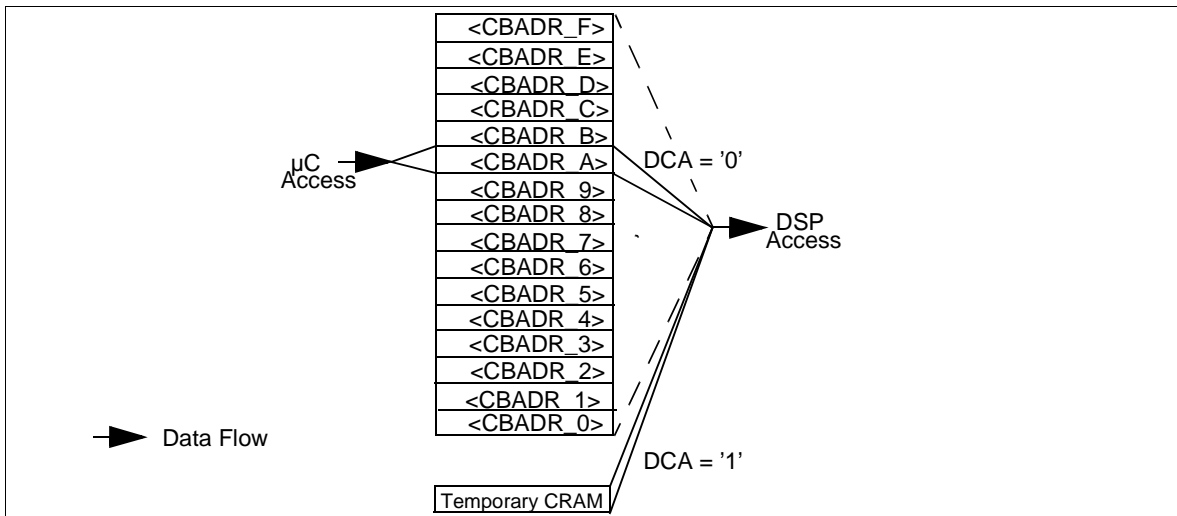 <CBADR_F>
<CBADR_E>
<CBADR_D>
<CBADR_C>
<CBADR_B>
<CBADR_A>
<CBADR_9>
<CBADR_8>
<CBADR_7>
<CBADR_6>
<CBADR_5>
<CBADR_4>
<CBADR_3>
<CBADR_2>
<CBADR_1>
<CBADR_0>
µC
Access
DCA = '0'
DSP
Access
Data Flow
DCA = '1'
Temporary CRAM